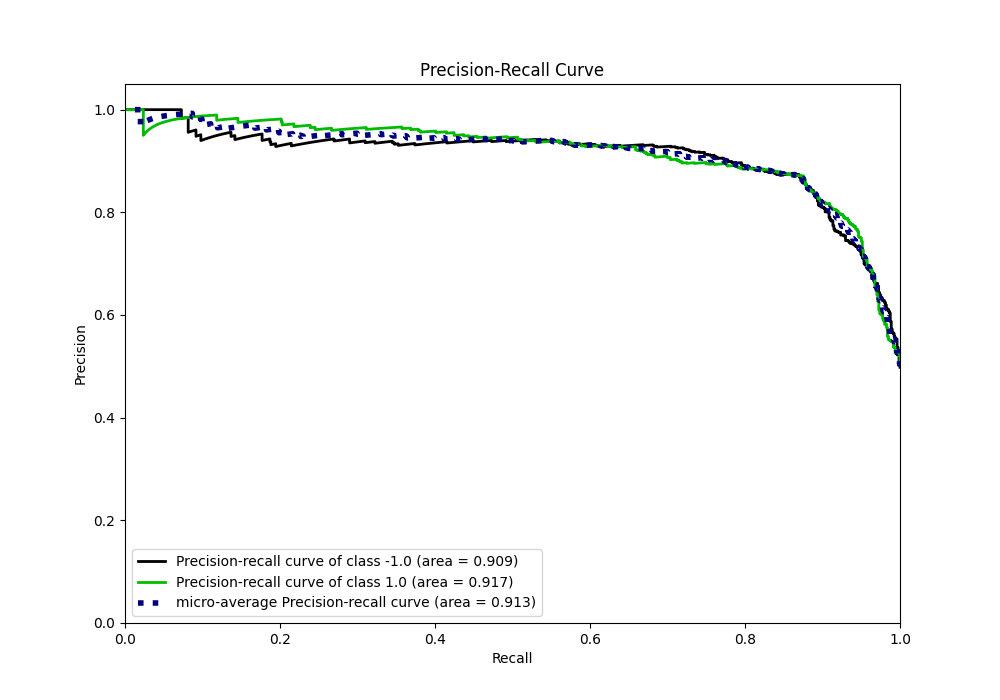 Precision-Recall Curve
1.0
0.8
0.6
0.4
0.2
0.0
Precision
Precision-recall curve of class -1.0 (area = 0.909)
Precision-recall curve of class 1.0 (area = 0.917)
micro-average Precision-recall curve (area = 0.913)
0.0 0.2 0.4 0.6 0.8 1.0
Recall